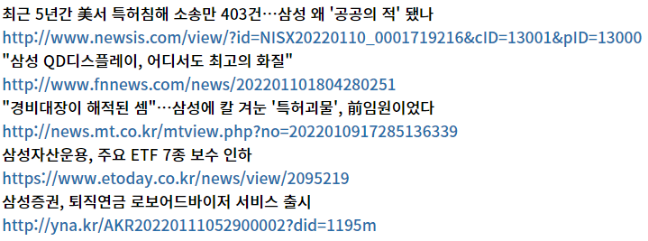 최근 5년간 美서 특허침해 소송만 403건…삼성 왜 '공공의 적' 됐나
http://www.newsis.com/view/?id=NISX20220110_0001719216&cID=13001&pID=13000
"삼성 QD디스플레이, 어디서도 최고의 화질"
http://www.fnnews.com/news/202201101804280251
"경비대장이 해적된 셈"…삼성에 칼 겨눈 '특허괴물', 前임원이었다
http://news.mt.co.kr/mtview.php?no=2022010917285136339
삼성자산운용, 주요 ETF 7종 보수 인하
https://www.etoday.co.kr/news/view/2095219
삼성증권, 퇴직연금 로보어드바이저 서비스 출시
http://yna.kr/AKR20220111052900002?did=1195m